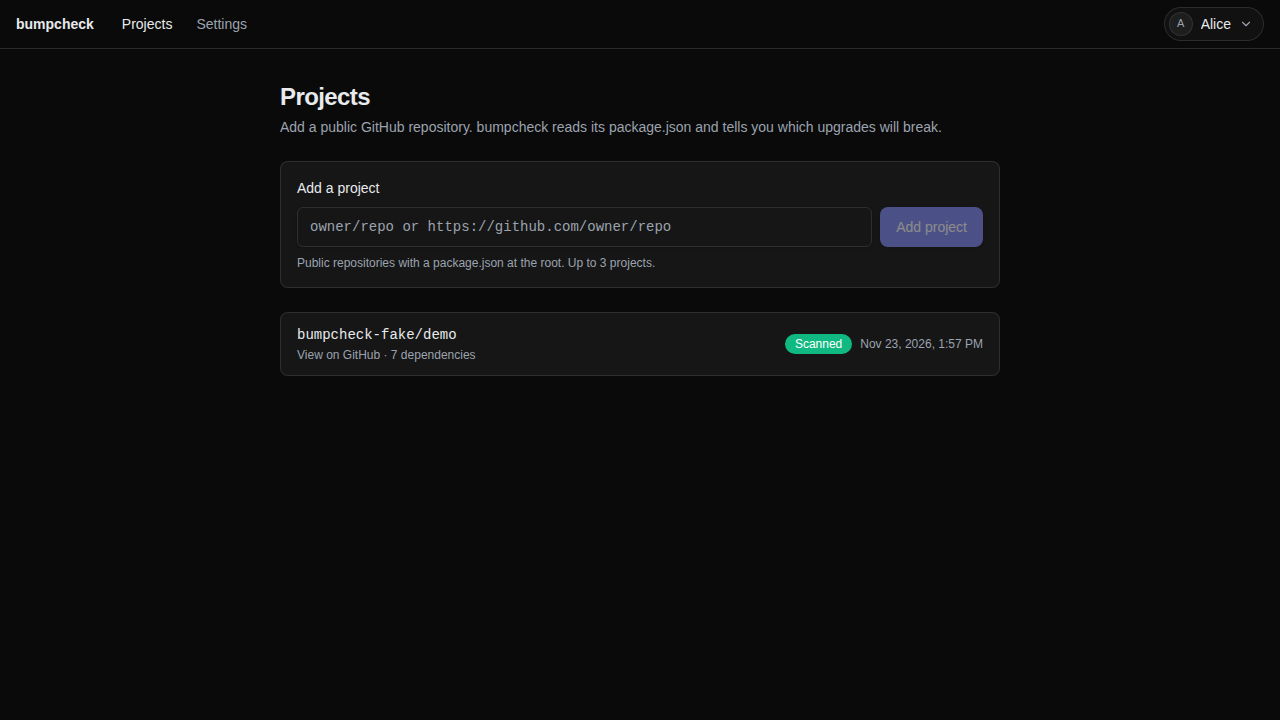 bumpcheck Projects Settings A Alice
Projects
Add a public GitHub repository. bumpcheck reads its package.json and tells you which upgrades will break.
Add a project
owner/repo or https://github.com/owner/repo Add project
Public repositories with a package.json at the root. Up to 3 projects.
bumpcheck-fake/demo
View on GitHub · 7 dependencies
Scanned Nov 23, 2026, 1:57 PM